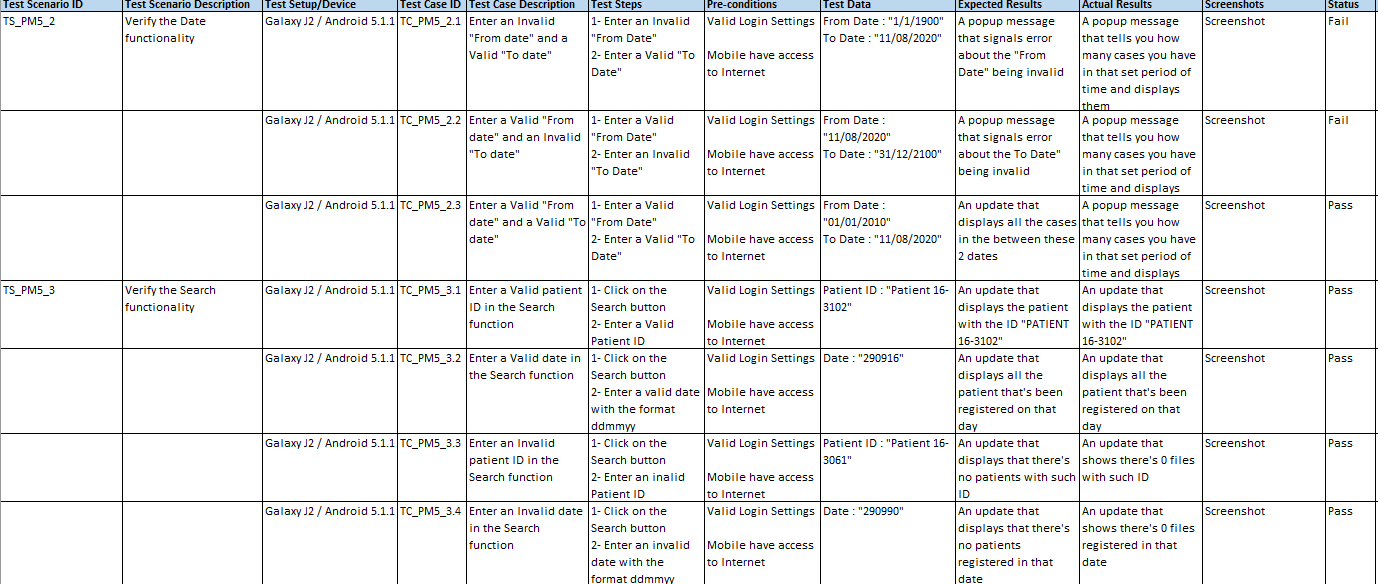 Test Scenario ID Test Scenario Description Test Setup/Device Test Case ID Test Case Description Test Steps Pre-conditions Test Data Expected Results Actual Results Screenshots Status
TS_PM5_2
Verify the Date
functionality
Galaxy J2 / Android 5.1.1
TC_PM5_2.1
Enter an Invalid
"From date" and a
Valid "To date"
1- Enter an Invalid
"From Date"
2- Enter a Valid "To
Date"
Valid Login Settings
Mobile have access
to Internet
From Date : "1/1/1900"
To Date : "11/08/2020"
A popup message
that signals error
about the "From
Date" being invalid
A popup message
that tells you how
many cases you have
in that set period of
time and displays
them
Screenshot
Fail
Galaxy J2 / Android 5.1.1
TC_PM5_2.2
Enter a Valid "From
date" and an Invalid
"To date"
1- Enter a Valid
"From Date"
2- Enter an Invalid
"To Date"
Valid Login Settings
Mobile have access
to Internet
From Date :
"11/08/2020"
To Date : "31/12/2100"
A popup message
that signals error
about the To Date"
being invalid
A popup message
that tells you how
many cases you have
in that set period of
time and displays
Screenshot
Fail
Galaxy J2 / Android 5.1.1
TC_PM5_2.3
Enter a Valid "From
date" and a Valid "To
date"
1- Enter a Valid
"From Date"
2- Enter a Valid "To
Date"
Valid Login Settings
Mobile have access
to Internet
From Date :
"01/01/2010"
To Date : "11/08/2020"
An update that
displays all the cases
in the between these
2 dates
A popup message
that tells you how
many cases you have
in that set period of
time and displays
Screenshot
Pass
TS_PM5_3
Verify the Search
functionality
Galaxy J2 / Android 5.1.1
TC_PM5_3.1
Enter a Valid patient
ID in the Search
function
1- Click on the
Search button
2- Enter a Valid
Patient ID
Valid Login Settings
Mobile have access
to Internet
Patient ID : "Patient 16-
3102"
An update that
displays the patient
with the ID "PATIENT
16-3102"
An update that
displays the patient
with the ID "PATIENT
16-3102"
Screenshot
Pass
Galaxy J2 / Android 5.1.1
TC_PM5_3.2
Enter a Valid date in
the Search function
1- Click on the
Search button
2- Enter a valid date
with the format
ddmmyy
Valid Login Settings
Mobile have access
to Internet
Date : "290916"
An update that
displays all the
patient that's been
registered on that
day
An update that
displays all the
patient that's been
registered on that
day
Screenshot
Pass
Galaxy J2 / Android 5.1.1
TC_PM5_3.3
Enter an Invalid
patient ID in the
Search function
1- Click on the
Search button
2- Enter an inalid
Patient ID
Valid Login Settings
Mobile have access
to Internet
Patient ID : "Patient 16-
3061"
An update that
displays that there's
no patients with such
ID
An update that
shows there's 0 files
with such ID
Screenshot
Pass
Galaxy J2 / Android 5.1.1
TC_PM5_3.4
Enter an Invalid date
in the Search
function
1- Click on the
Search button
2- Enter an invalid
date with the
format ddmmyy
Valid Login Settings
Mobile have access
to Internet
Date : "290990"
An update that
displays that there's
no patients
registered in that
date
An update that
shows there's 0 files
registered in that
date
Screenshot
Pass